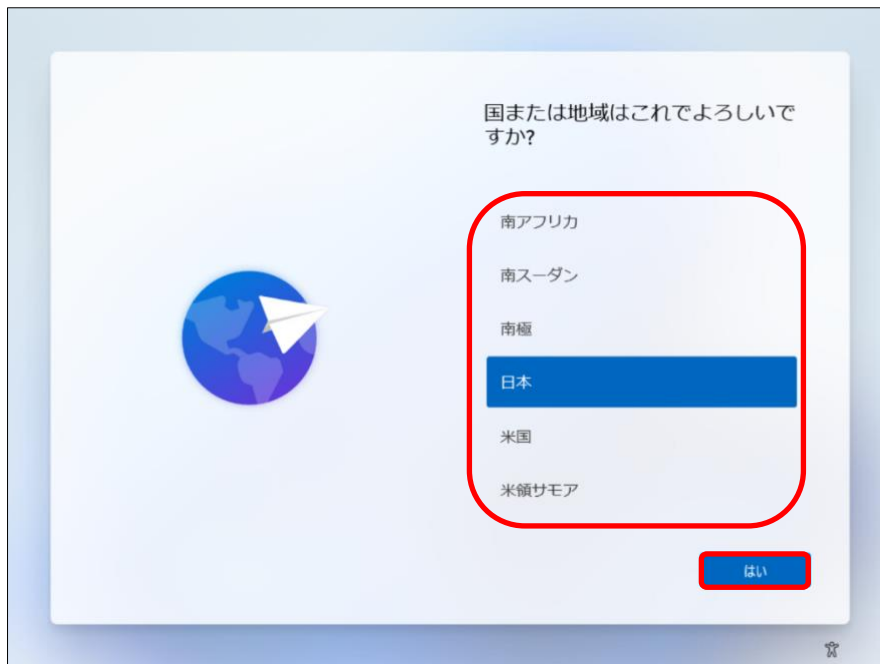 国または地域はこれでよろしいで
すか?
南アフリカ
南スーダン
南極
日本
米国
米領サモア
はい